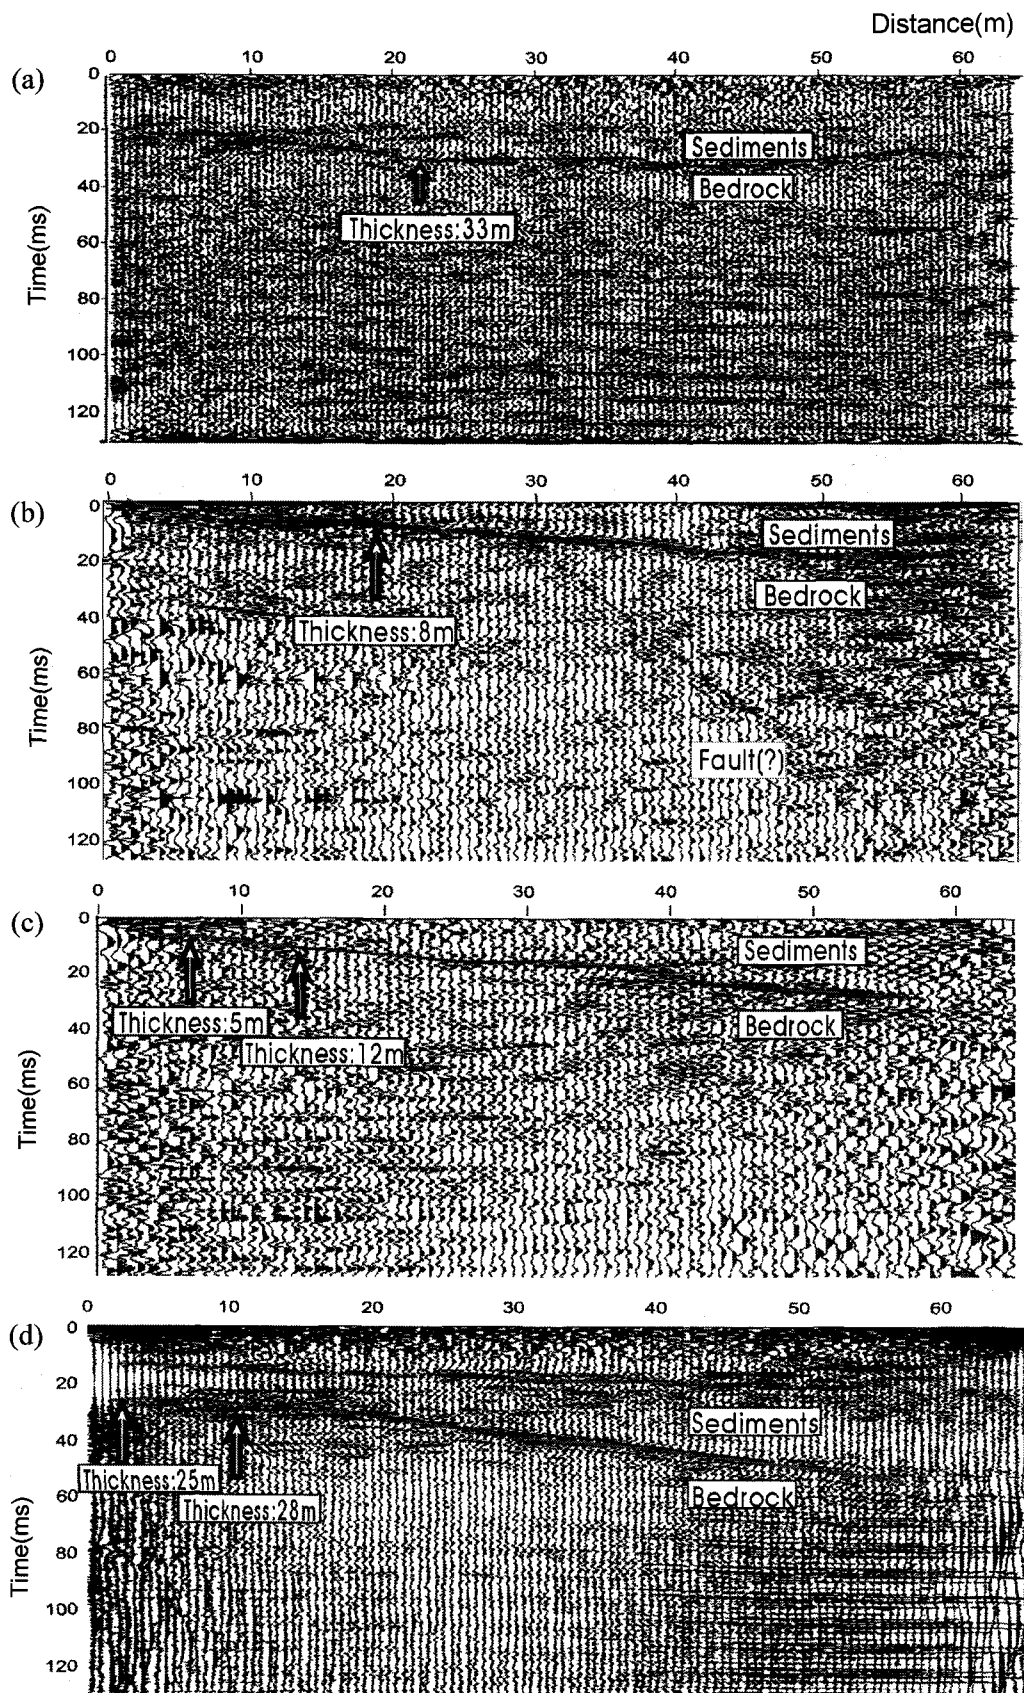 Distance(m)
0 10 20 30 40 50 60
(a)
0
20
40
60
80
100
120
Time(ms)
Sediments
Bedrock
Thickness:33m
0 10 20 30 40 50 60
(b)
0
20
40
60
80
100
120
Time(ms)
Sediments
Bedrock
Thickness:8m
Fault(?)
0 10 20 30 40 50 60
(c)
0
20
40
60
80
100
120
Time(ms)
Sediments
Bedrock
Thickness:5m
Thickness:12m
0 10 20 30 40 50 60
(d)
0
20
40
60
80
100
120
Time(ms)
Sediments
Bedrock
Thickness:25m
Thickness:28m